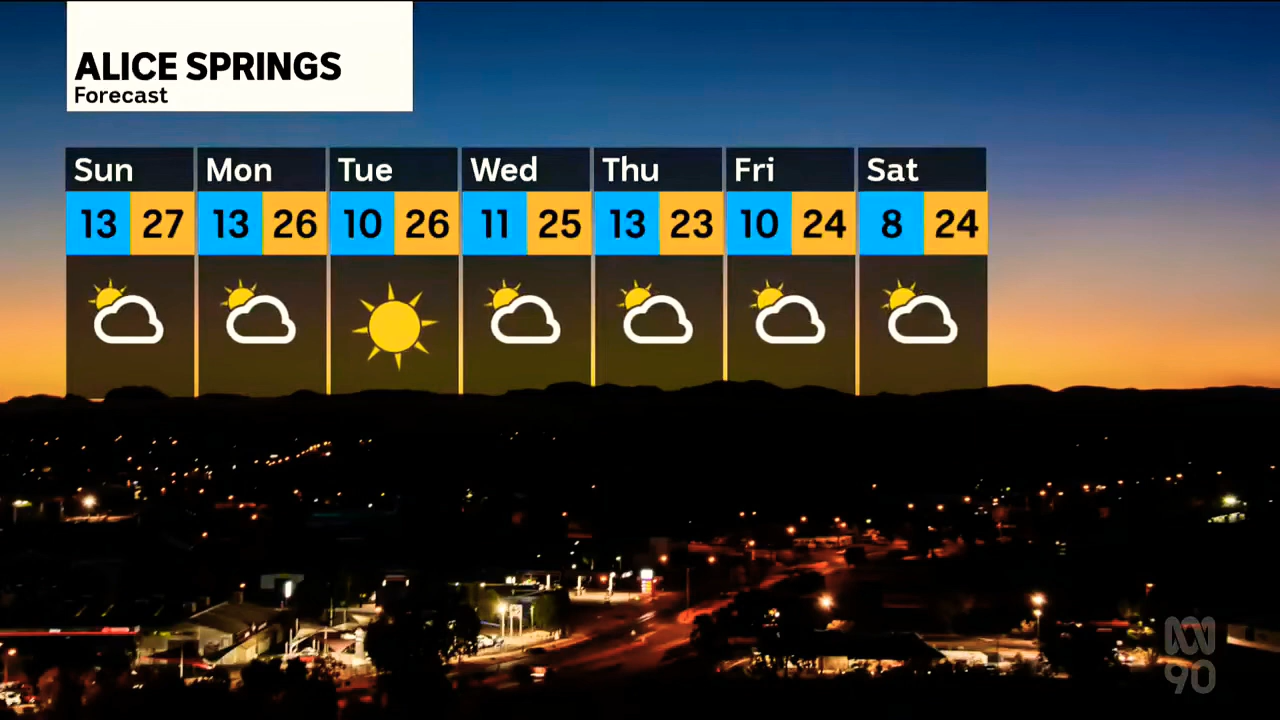 ALICE SPRINGS
Forecast
Sun Mon Tue Wed Thu Fri Sat
13 27 13 26 10 26 11 25 13 23 10 24 8 24
90